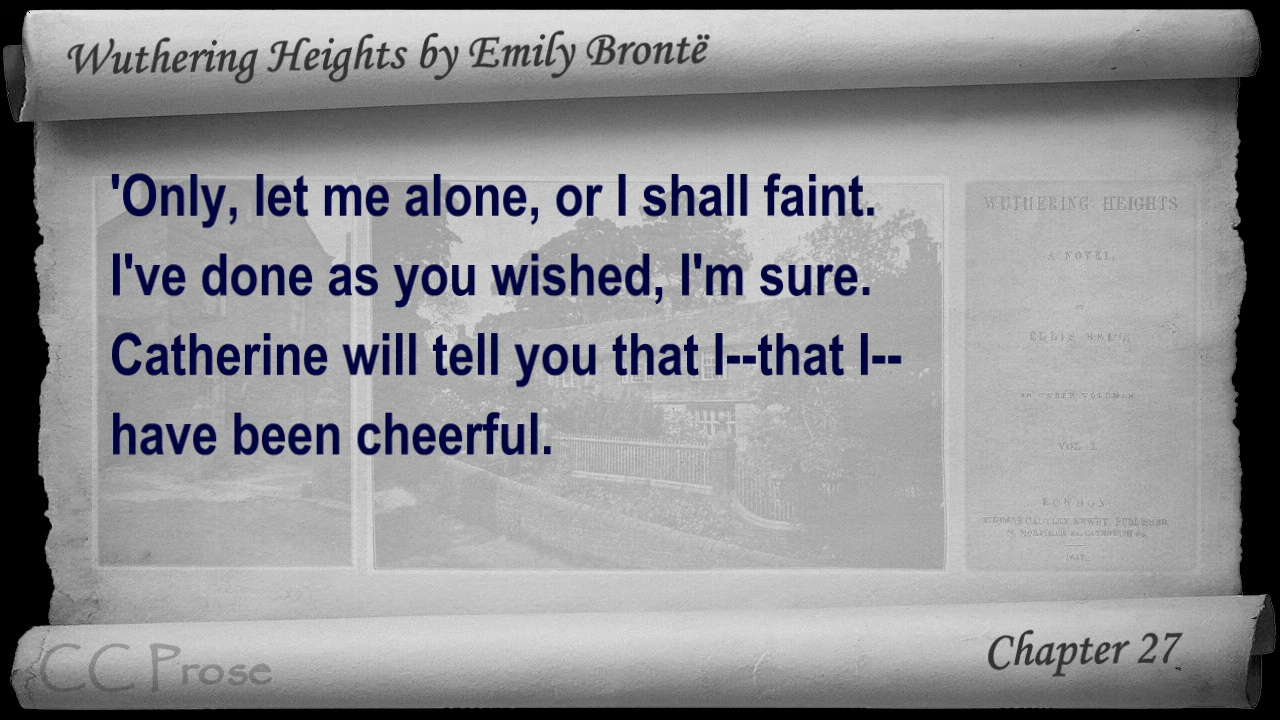 Wuthering Heights by Emily Brontë
'Only, let me alone, or I shall faint.
I've done as you wished, I'm sure.
Catherine will tell you that I--that I--
have been cheerful.
WUTHERING HEIGHTS
A NOVEL,
VOL. I.
LONDON:
1847.
CC Prose
Chapter 27